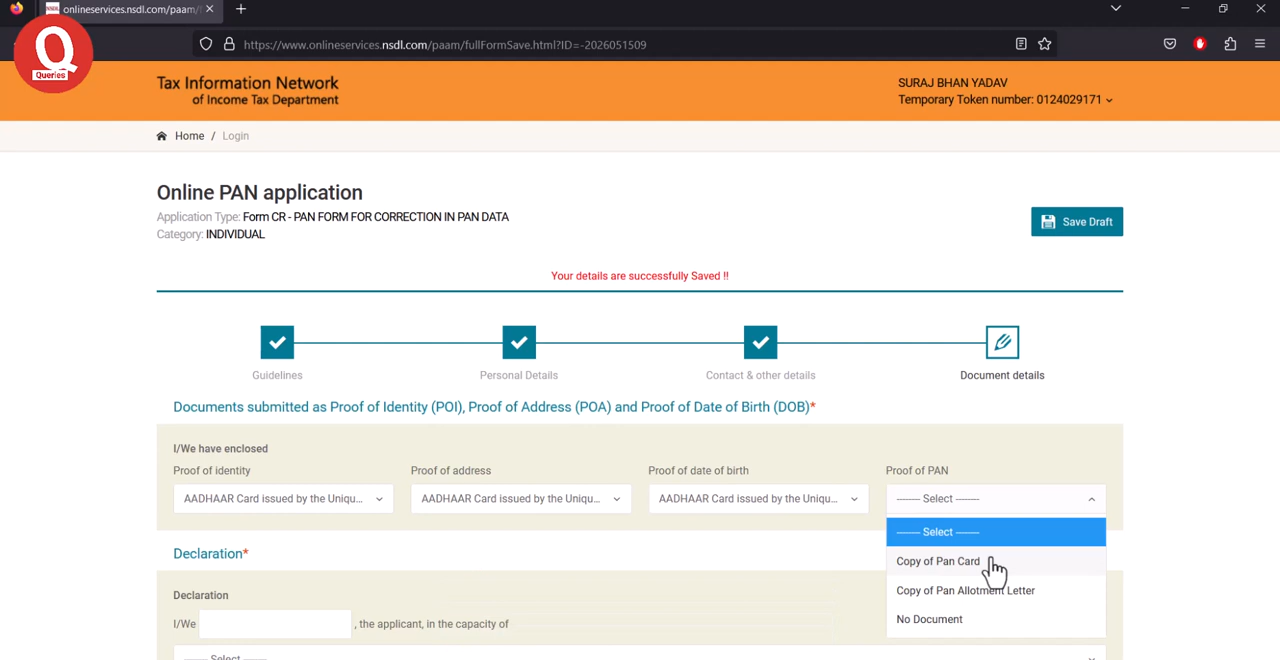 onlineservices.nsdl.com/paam/f
https://www.onlineservices.nsdl.com/paam/fullFormSave.html?ID=-2026051509
Q
Queries
Tax Information Network
of Income Tax Department
SURAJ BHAN YADAV
Temporary Token number: 0124029171
Home / Login
Online PAN application
Application Type: Form CR - PAN FORM FOR CORRECTION IN PAN DATA
Category: INDIVIDUAL
Save Draft
Your details are successfully Saved !!
Guidelines
Personal Details
Contact & other details
Document details
Documents submitted as Proof of Identity (POI), Proof of Address (POA) and Proof of Date of Birth (DOB)*
I/We have enclosed
Proof of identity
Proof of address
Proof of date of birth
Proof of PAN
AADHAAR Card issued by the Uniqu...
AADHAAR Card issued by the Uniqu...
AADHAAR Card issued by the Uniqu...
------- Select --------
------- Select --------
Copy of Pan Card
Copy of Pan Allotment Letter
No Document
Declaration*
Declaration
I/We , the applicant, in the capacity of
------- Select --------